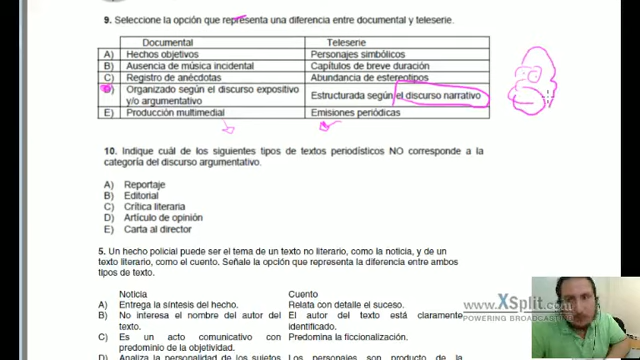 9. Seleccione la opción que representa una diferencia entre documental y teleserie.
Documental Teleserie
A) Hechos objetivos Personajes simbólicos
B) Ausencia de música incidental Capítulos de breve duración
C) Registro de anécdotas Abundancia de estereotipos
D) Organizado según el discurso expositivo y/o argumentativo Estructurada según el discurso narrativo
E) Producción multimedial Emisiones periódicas
10. Indique cuál de los siguientes tipos de textos periodísticos NO corresponde a la
categoría del discurso argumentativo.
A) Reportaje
B) Editorial
C) Crítica literaria
D) Artículo de opinión
E) Carta al director
5. Un hecho policial puede ser el tema de un texto no literario, como la noticia, y de un
texto literario, como el cuento. Señale la opción que representa la diferencia entre ambos
tipos de texto.
Noticia Cuento
A) Entrega la síntesis del hecho. Relata con detalle el suceso.
B) No interesa el nombre del autor del texto. El autor del texto está claramente identificado.
C) Es un acto comunicativo con predominio de la objetividad. Predomina la ficcionalización.
D) Analiza la personalidad de los sujetos Los personajes son producto de la
www.XSplit.com
POWERING BROADCAST